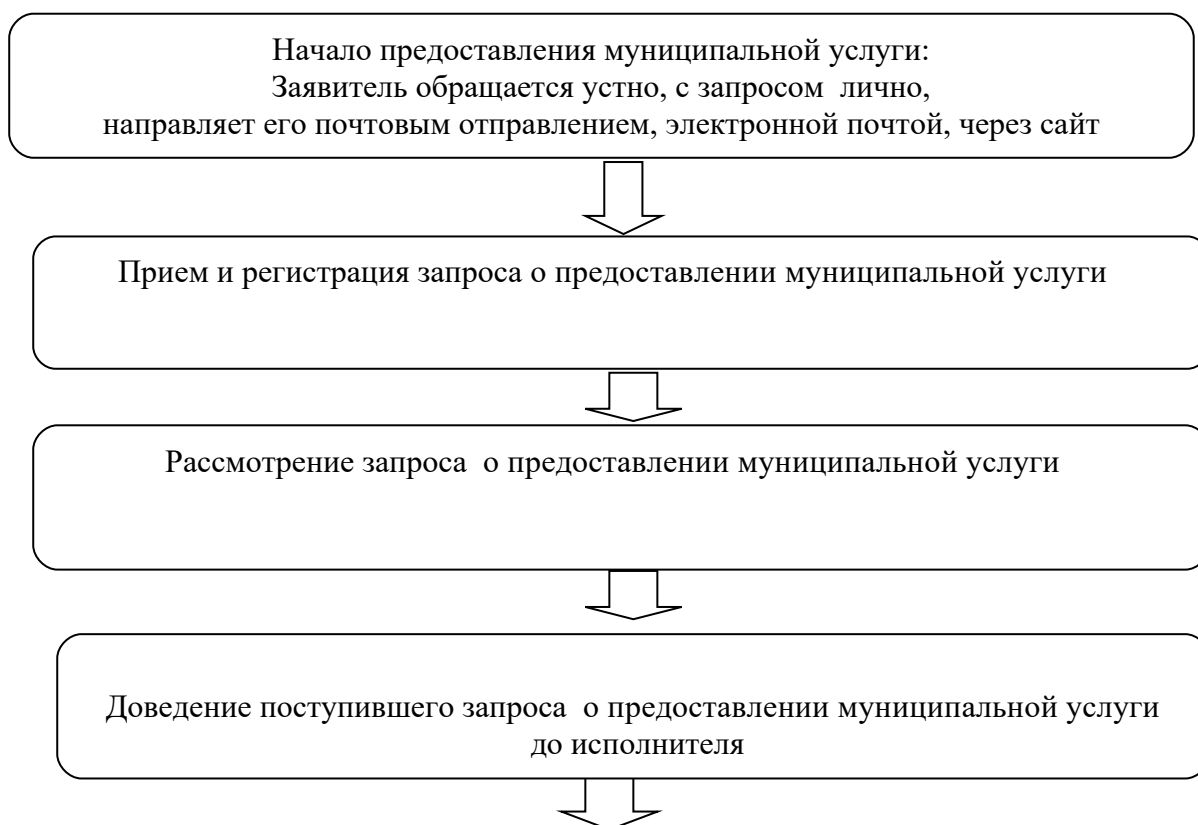 Начало предоставления муниципальной услуги:
Заявитель обращается устно, с запросом  лично,
направляет его почтовым отправлением, электронной почтой, через сайт
Прием и регистрация запроса о предоставлении муниципальной услуги
Рассмотрение запроса  о предоставлении муниципальной услуги
Доведение поступившего запроса  о предоставлении муниципальной услуги
до исполнителя